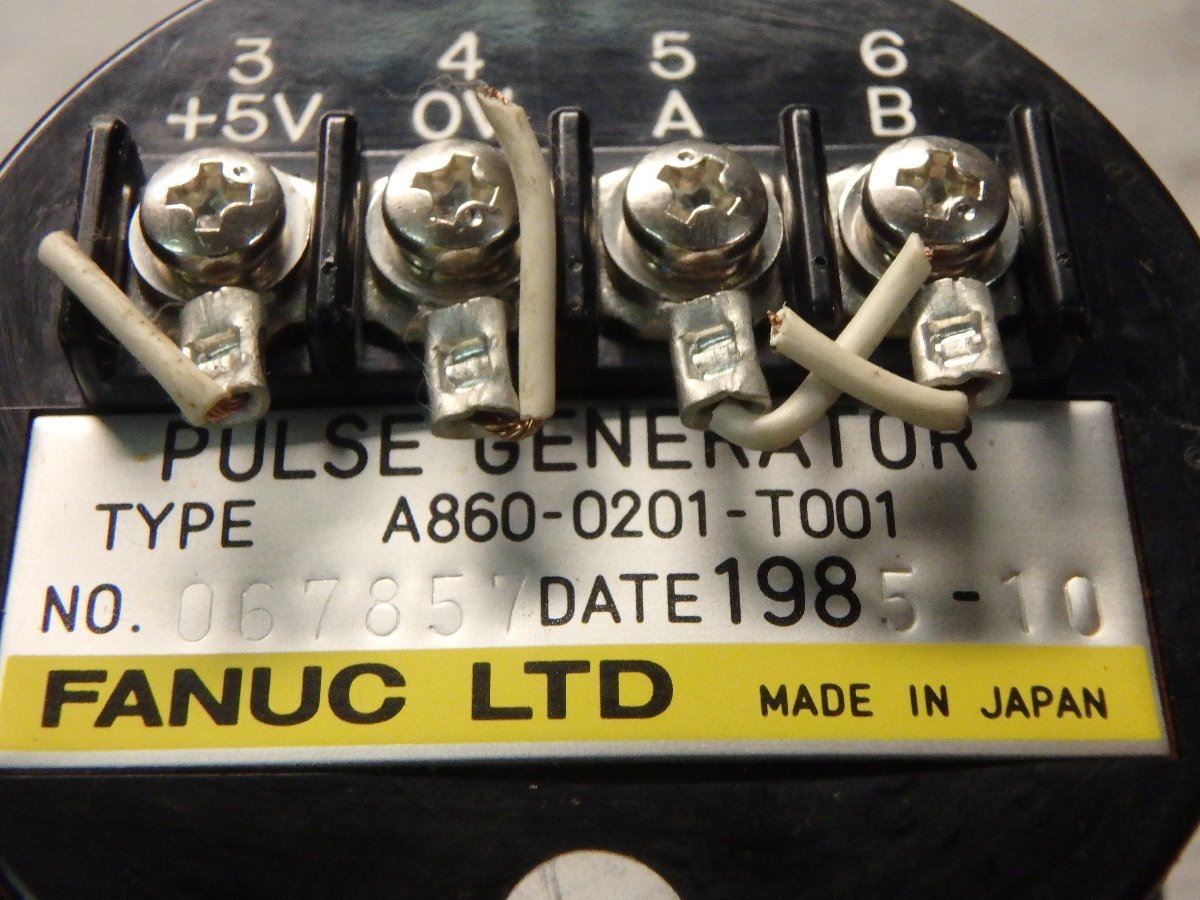 3 4 5 6
+5V 0V A B
PULSE GENERATOR
TYPE A860-0201-T001
NO. 067857 DATE 1985-10
FANUC LTD MADE IN JAPAN